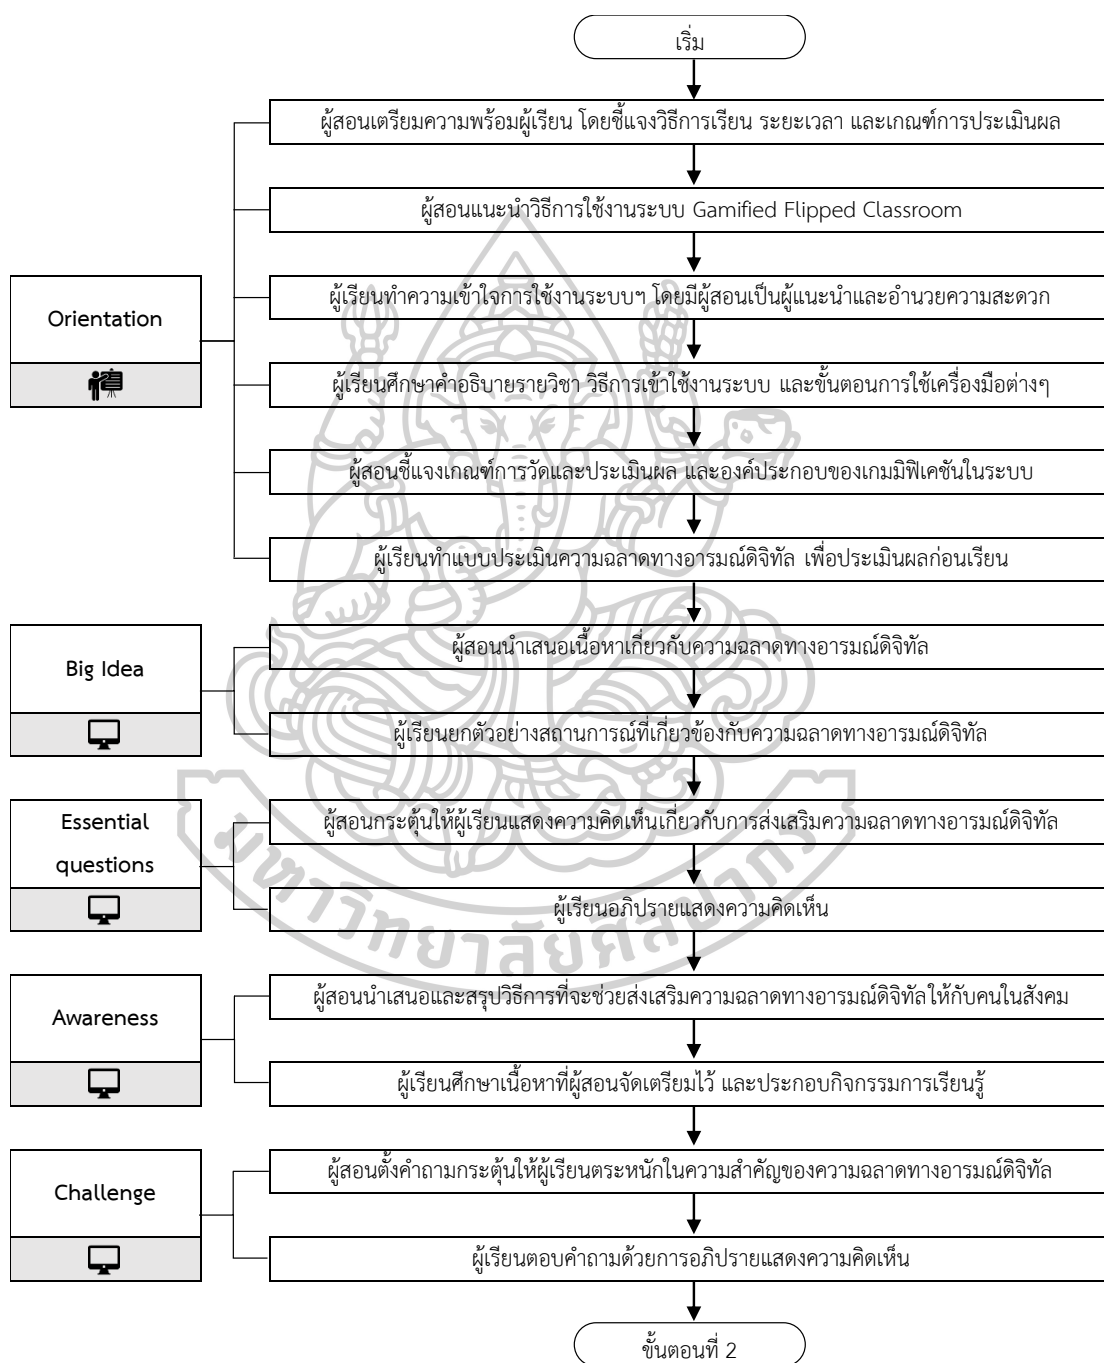 เริ่ม
ผู้สอนเตรียมความพร้อมผู้เรียน โดยชี้แจงวิธีการเรียน ระยะเวลา และเกณฑ์การประเมินผล
ผู้สอนแนะนำวิธีการใช้งานระบบ Gamified Flipped Classroom
Orientation
ผู้เรียนทำความเข้าใจการใช้งานระบบฯ โดยมีผู้สอนเป็นผู้แนะนำและอำนวยความสะดวก
ผู้เรียนศึกษาคำอธิบายรายวิชา วิธีการเข้าใช้งานระบบ และขั้นตอนการใช้เครื่องมือต่างๆ
ผู้สอนชี้แจงเกณฑ์การวัดและประเมินผล และองค์ประกอบของเกมมิฟิเคชันในระบบ
ผู้เรียนทำแบบประเมินความฉลาดทางอารมณ์ดิจิทัล เพื่อประเมินผลก่อนเรียน
Big Idea
ผู้สอนนำเสนอเนื้อหาเกี่ยวกับความฉลาดทางอารมณ์ดิจิทัล
ผู้เรียนยกตัวอย่างสถานการณ์ที่เกี่ยวข้องกับความฉลาดทางอารมณ์ดิจิทัล
Essential
questions
ผู้สอนกระตุ้นให้ผู้เรียนแสดงความคิดเห็นเกี่ยวกับการส่งเสริมความฉลาดทางอารมณ์ดิจิทัล
ผู้เรียนอภิปรายแสดงความคิดเห็น
มหาวิทยาลัยศิลปากร
Awareness
ผู้สอนนำเสนอและสรุปวิธีการที่จะช่วยส่งเสริมความฉลาดทางอารมณ์ดิจิทัลให้กับคนในสังคม
ผู้เรียนศึกษาเนื้อหาที่ผู้สอนจัดเตรียมไว้ และประกอบกิจกรรมการเรียนรู้
Challenge
ผู้สอนตั้งคำถามกระตุ้นให้ผู้เรียนตระหนักในความสำคัญของความฉลาดทางอารมณ์ดิจิทัล
ผู้เรียนตอบคำถามด้วยการอภิปรายแสดงความคิดเห็น
ขั้นตอนที่ 2